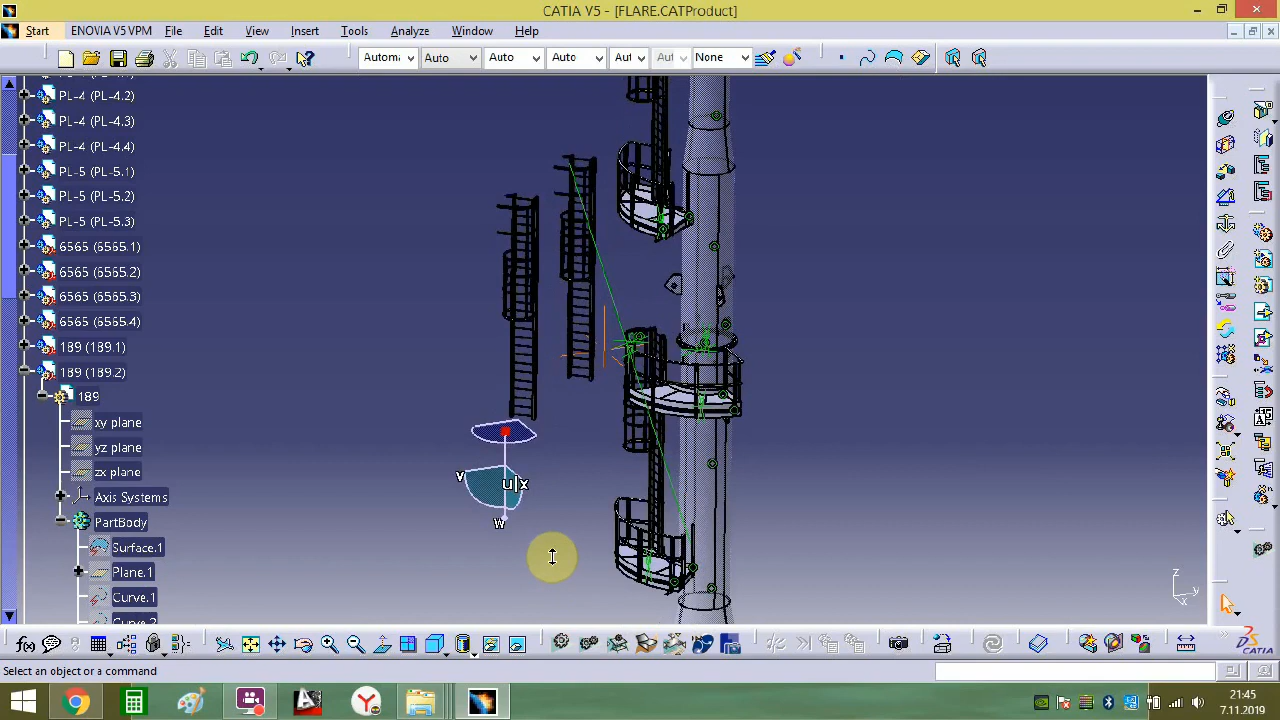 CATIA V5 - [FLARE.CATProduct]
Start ENOVIA V5 VPM File Edit View Insert Tools Analyze Window Help
Automa Auto Auto Auto Aut Aut None
PL-4 (PL-4.2)
PL-4 (PL-4.3)
PL-4 (PL-4.4)
PL-5 (PL-5.1)
PL-5 (PL-5.2)
PL-5 (PL-5.3)
6565 (6565.1)
6565 (6565.2)
6565 (6565.3)
6565 (6565.4)
189 (189.1)
189 (189.2)
189
xy plane
yz plane
zx plane
Axis Systems
PartBody
Surface.1
Plane.1
Curve.1
v
u|x
w
z
y
x
CATIA
Select an object or a command
21:45
7.11.2019